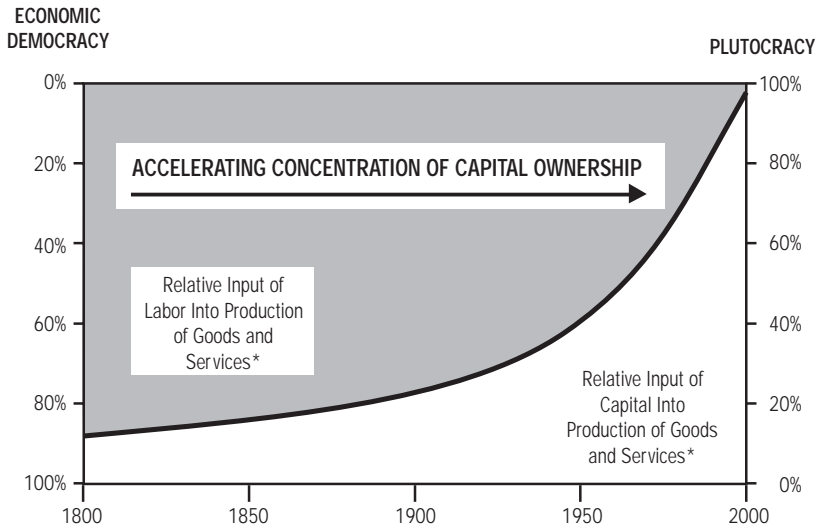 ECONOMIC
DEMOCRACY
PLUTOCRACY
0%
20%
40%
60%
80%
100%
100%
80%
60%
40%
20%
0%
ACCELERATING CONCENTRATION OF CAPITAL OWNERSHIP
Relative Input of
Labor Into Production
of Goods and
Services*
Relative Input of
Capital Into
Production of Goods
and Services*
1800
1850
1900
1950
2000